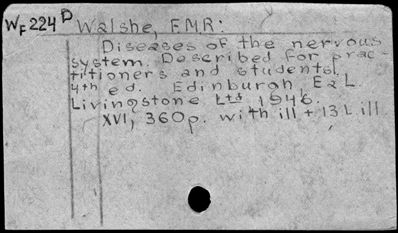 WF 224 D Walshe, F.M.R:
Diseases of the nervous
system. Described for prac-
titioners and students.
4th ed. Edinburgh, E&L.
Livingstone Ltd 1946.
XVI, 360p. with ill + 13 L ill